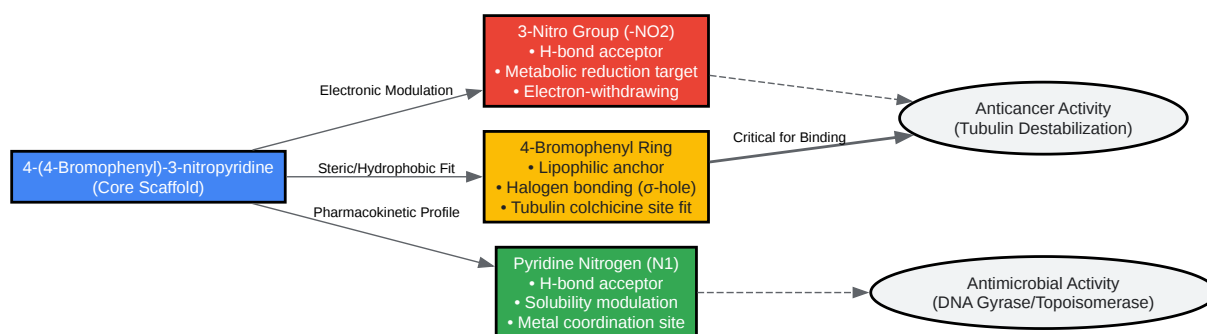 3-Nitro Group (-NO2)
• H-bond acceptor
• Metabolic reduction target
• Electron-withdrawing
Electronic Modulation
Anticancer Activity
(Tubulin Destabilization)
4-(4-Bromophenyl)-3-nitropyridine
(Core Scaffold)
Steric/Hydrophobic Fit
4-Bromophenyl Ring
• Lipophilic anchor
• Halogen bonding (σ-hole)
• Tubulin colchicine site fit
Critical for Binding
Pharmacokinetic Profile
Pyridine Nitrogen (N1)
• H-bond acceptor
• Solubility modulation
• Metal coordination site
Antimicrobial Activity
(DNA Gyrase/Topoisomerase)